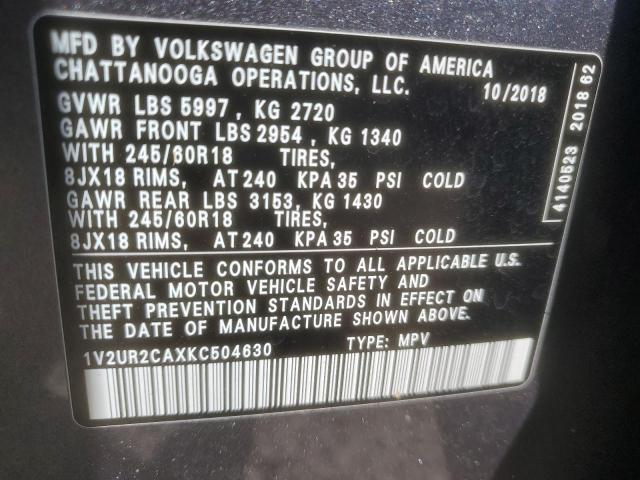 MFD BY VOLKSWAGEN GROUP OF AMERICA
CHATTANOOGA OPERATIONS, LLC. 10/2018
GVWR LBS 5997, KG 2720
GAWR FRONT LBS 2954, KG 1340
WITH 245/60R18 TIRES,
8JX18 RIMS, AT 240 KPA 35 PSI COLD
GAWR REAR LBS 3153, KG 1430
WITH 245/60R18 TIRES,
8JX18 RIMS, AT 240 KPA 35 PSI COLD
A140523 2018 62
THIS VEHICLE CONFORMS TO ALL APPLICABLE U.S.
FEDERAL MOTOR VEHICLE SAFETY AND
THEFT PREVENTION STANDARDS IN EFFECT ON
THE DATE OF MANUFACTURE SHOWN ABOVE.
1V2UR2CAXKC504630 TYPE: MPV